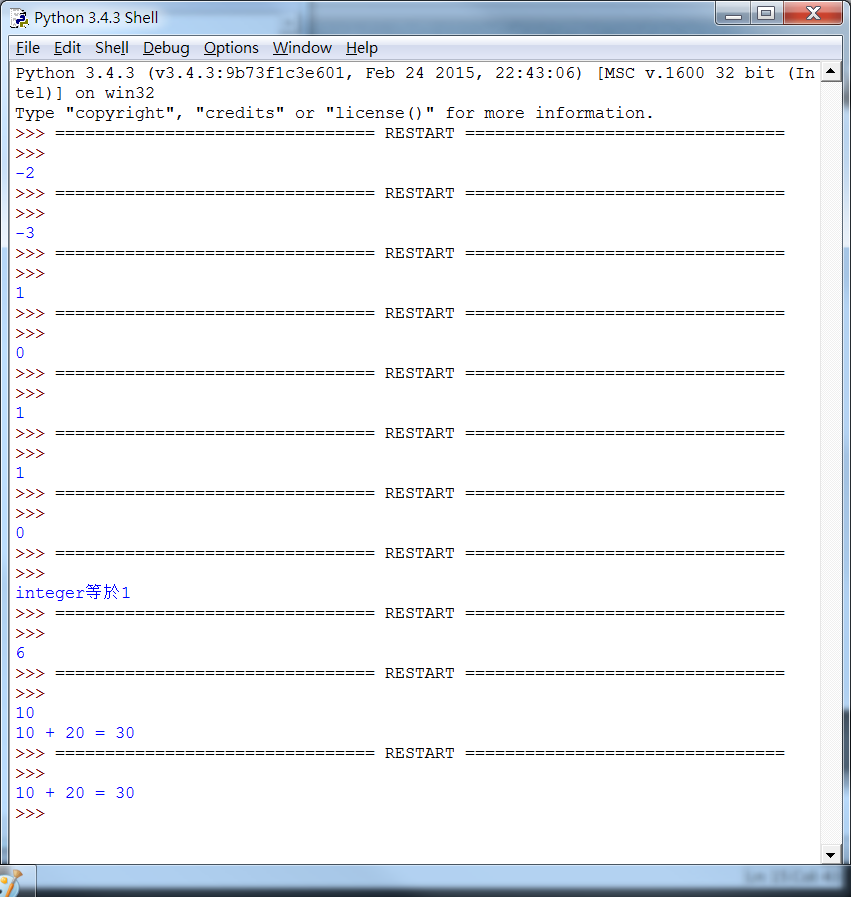 Python 3.4.3 Shell
File Edit Shell Debug Options Window Help
Python 3.4.3 (v3.4.3:9b73f1c3e601, Feb 24 2015, 22:43:06) [MSC v.1600 32 bit (In
tel)] on win32
Type "copyright", "credits" or "license()" for more information.
>>> ================================ RESTART ================================
>>>
-2
>>> ================================ RESTART ================================
>>>
-3
>>> ================================ RESTART ================================
>>>
1
>>> ================================ RESTART ================================
>>>
0
>>> ================================ RESTART ================================
>>>
1
>>> ================================ RESTART ================================
>>>
1
>>> ================================ RESTART ================================
>>>
0
>>> ================================ RESTART ================================
>>>
integer等於1
>>> ================================ RESTART ================================
>>>
6
>>> ================================ RESTART ================================
>>>
10
10 + 20 = 30
>>> ================================ RESTART ================================
>>>
10 + 20 = 30
>>>